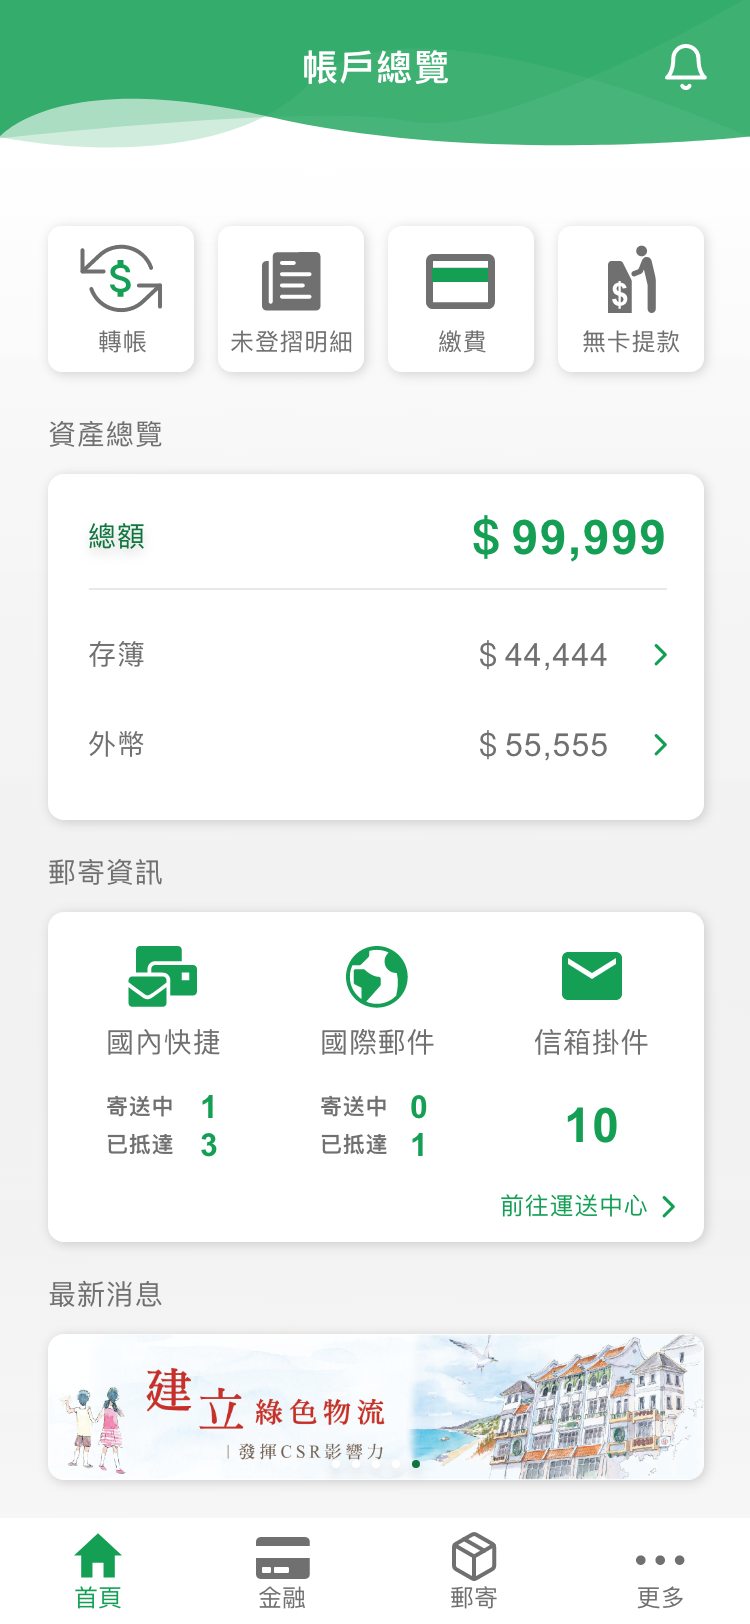 帳戶總覽
轉帳
未登摺明細
繳費
無卡提款
資產總覽
總額 $ 99,999
存簿 $ 44,444
外幣 $ 55,555
郵寄資訊
國內快捷
寄送中 1
已抵達 3
國際郵件
寄送中 0
已抵達 1
信箱掛件
10
前往運送中心
最新消息
建立綠色物流
發揮CSR影響力
首頁
金融
郵寄
更多